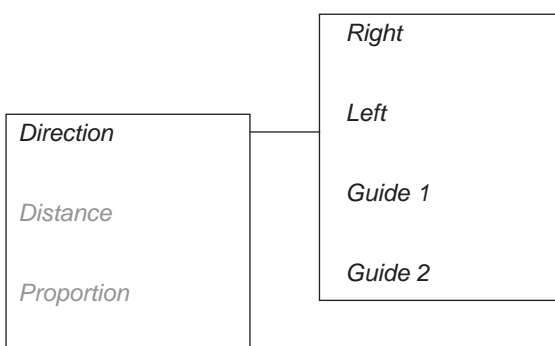 Direction
Distance
Proportion
Right
Left
Guide 1
Guide 2